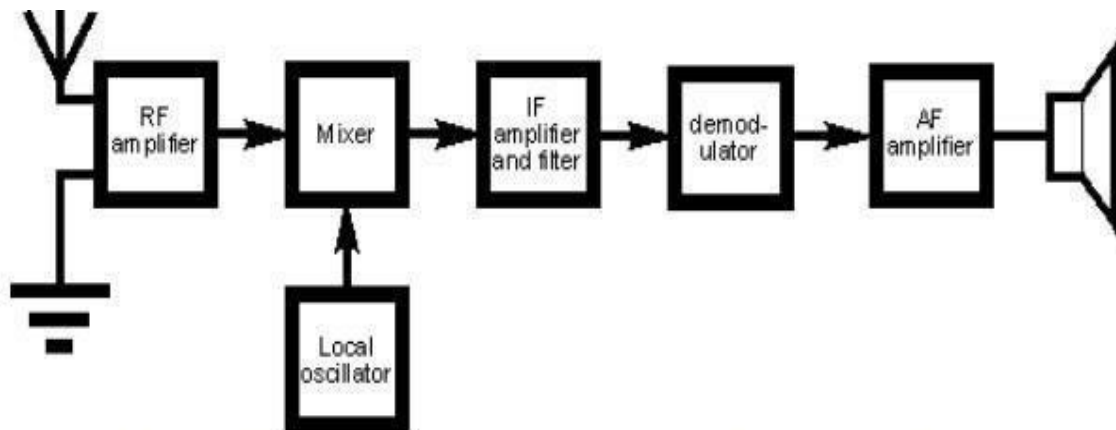 RF
amplifier
Mixer
IF
amplifier
and filter
demod-
ulator
AF
amplifier
Local
oscillator